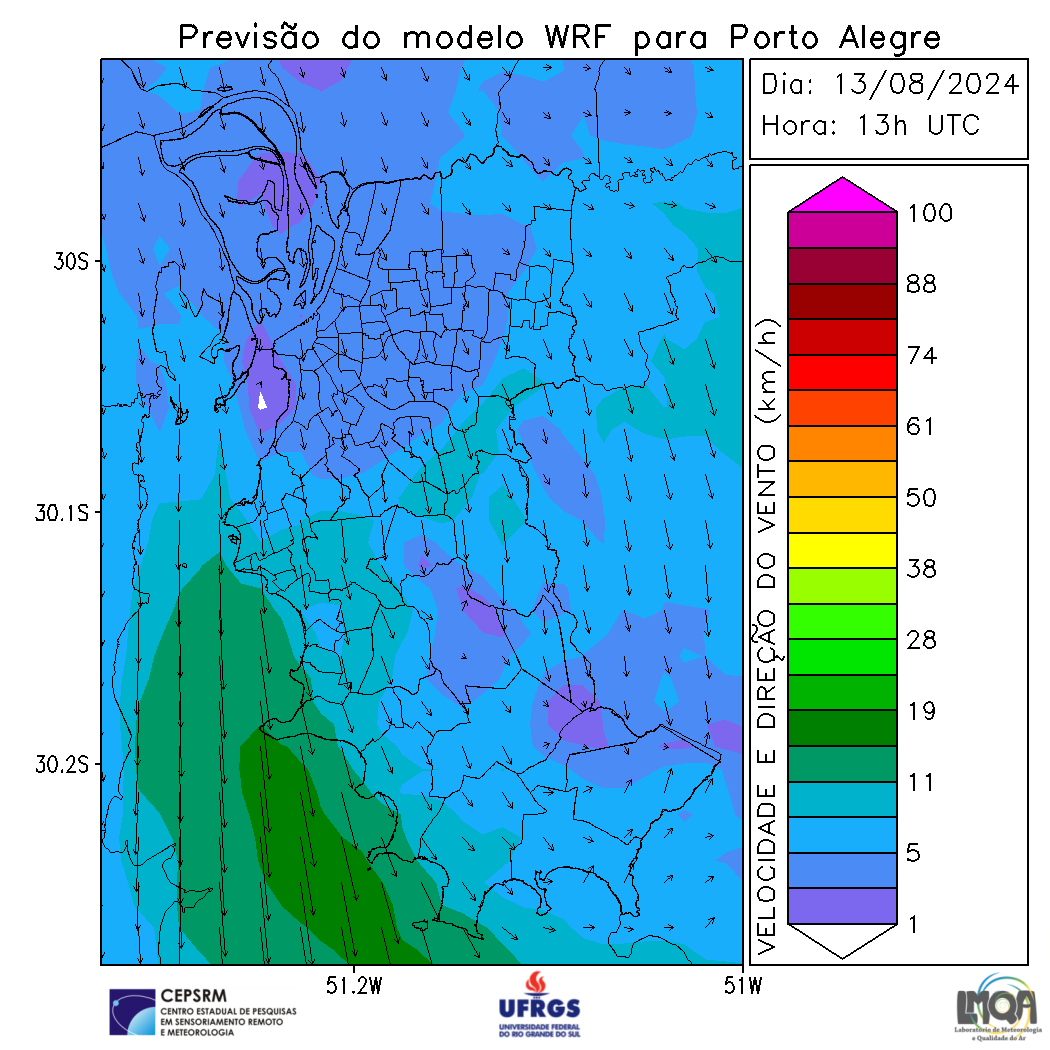 Previsão do modelo WRF para Porto Alegre
Dia: 13/08/2024
Hora: 13h UTC
30S
30.1S
30.2S
51.2W
51W
VELOCIDADE E DIREÇÃO DO VENTO (km/h)
100
88
74
61
50
38
28
19
11
5
1
CEPSRM
CENTRO ESTADUAL DE PESQUISAS
EM SENSORIAMENTO REMOTO
E METEOROLOGIA
UFRGS
UNIVERSIDADE FEDERAL
DO RIO GRANDE DO SUL
LMQA
Laboratório de Meteorologia
e Qualidade do Ar